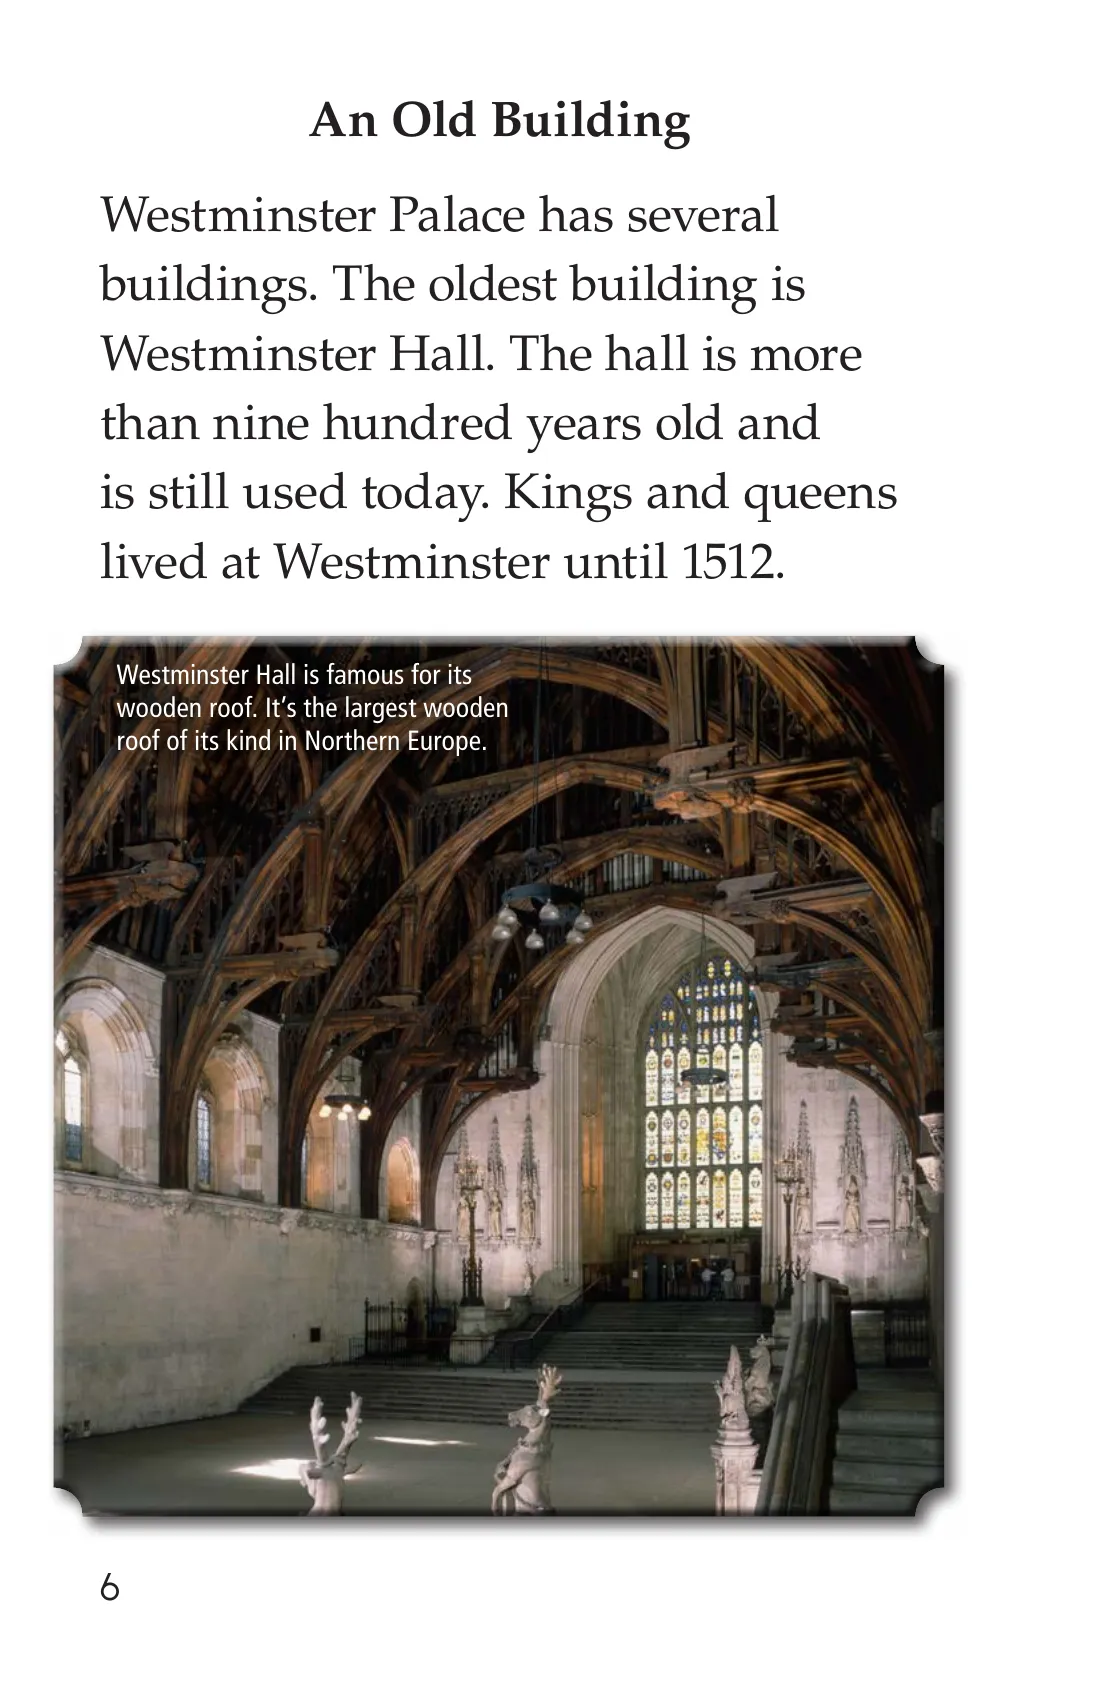 An Old Building
Westminster Palace has several
buildings. The oldest building is
Westminster Hall. The hall is more
than nine hundred years old and
is still used today. Kings and queens
lived at Westminster until 1512.
Westminster Hall is famous for its
wooden roof. It’s the largest wooden
roof of its kind in Northern Europe.
6